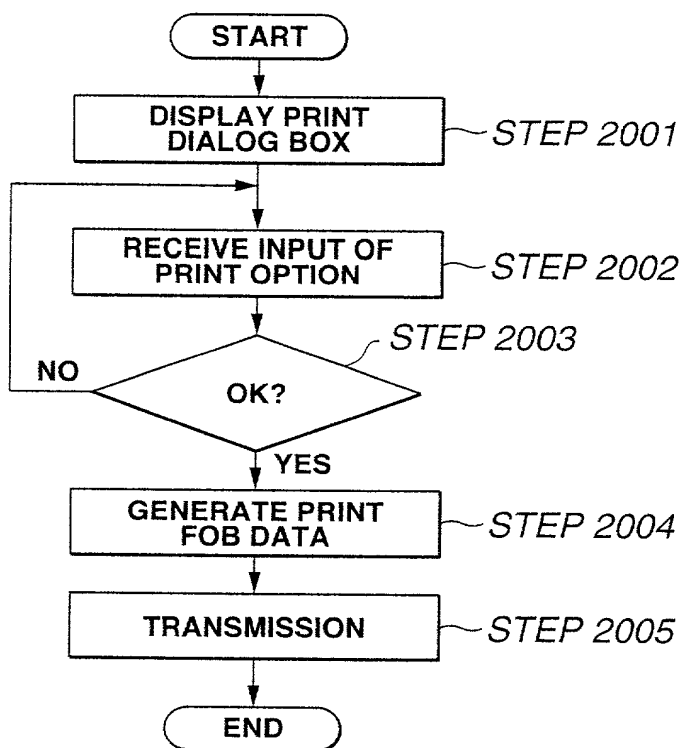 START
DISPLAY PRINT
DIALOG BOX
STEP 2001
RECEIVE INPUT OF
PRINT OPTION
STEP 2002
STEP 2003
NO
OK?
YES
GENERATE PRINT
FOB DATA
STEP 2004
TRANSMISSION
STEP 2005
END